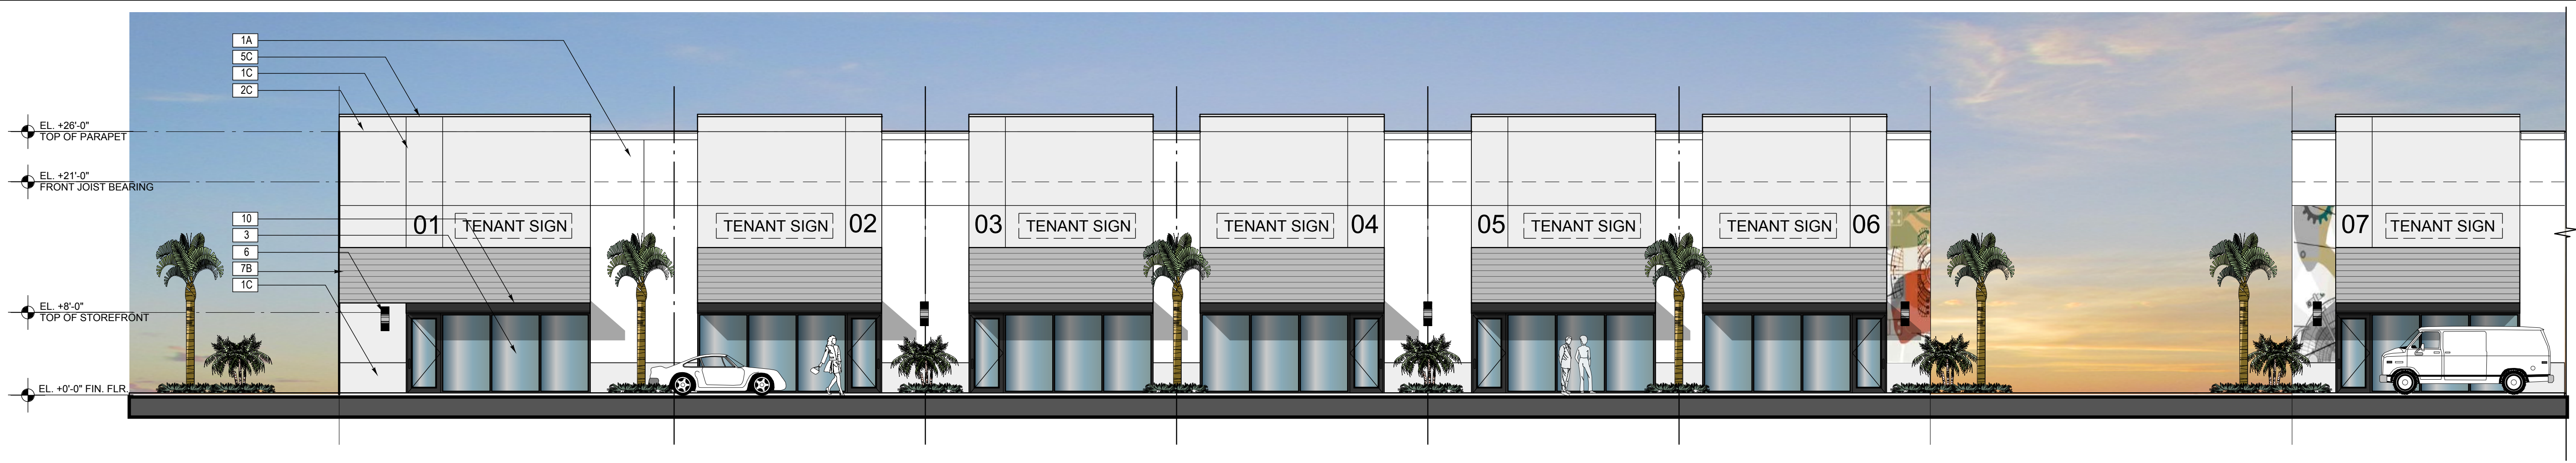 1A
5C
1C
2C
EL. +26'-0"
TOP OF PARAPET
EL. +21'-0"
FRONT JOIST BEARING
10
3
6
7B
1C
EL. +8'-0"
TOP OF STOREFRONT
EL. +0'-0" FIN. FLR.
01 TENANT SIGN
TENANT SIGN 02
03 TENANT SIGN
TENANT SIGN 04
05 TENANT SIGN
TENANT SIGN 06
07 TENANT SIGN